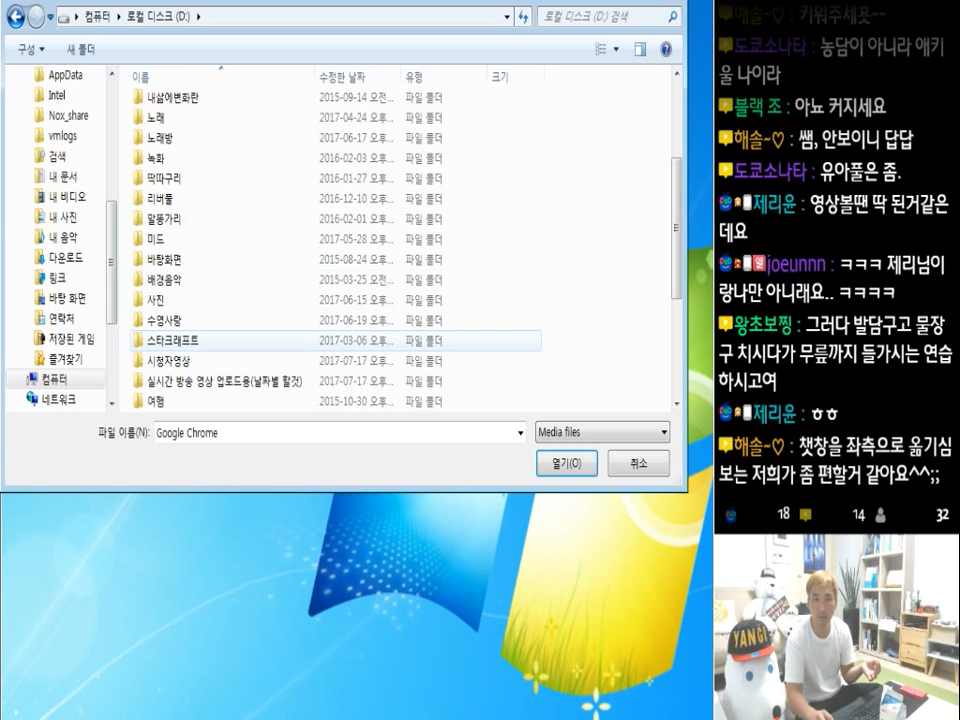 컴퓨터 ▸ 로컬 디스크 (D:) ▸
로컬 디스크 (D:) 검색
구성 ▾ 새 폴더
AppData
Intel
Nox_share
vmlogs
검색
내 문서
내 비디오
내 사진
내 음악
다운로드
링크
바탕 화면
연락처
저장된 게임
즐겨찾기
컴퓨터
네트워크
이름 수정한 날짜 유형 크기
내삶에변화란 2015-09-14 오전... 파일 폴더
노래 2017-04-24 오후... 파일 폴더
노래방 2017-06-17 오후... 파일 폴더
녹화 2016-02-03 오후... 파일 폴더
딱따구리 2016-01-27 오후... 파일 폴더
리버풀 2016-12-10 오후... 파일 폴더
말똥가리 2016-02-01 오후... 파일 폴더
미드 2017-05-28 오후... 파일 폴더
바탕화면 2015-08-24 오후... 파일 폴더
배경음악 2015-03-25 오전... 파일 폴더
사진 2017-06-15 오후... 파일 폴더
수영사랑 2017-06-19 오후... 파일 폴더
스타크래프트 2017-03-06 오후... 파일 폴더
시청자영상 2017-07-17 오후... 파일 폴더
실시간 방송 영상 업로드용(날짜별 할것) 2017-07-17 오후... 파일 폴더
여행 2015-10-30 오후... 파일 폴더
파일 이름(N): Google Chrome Media files
열기(O) 취소
해솔~♡ : 키워주세욧--
도쿄소나타 : 농담이 아니라 애키
울 나이라
블랙 조 : 아뇨 커지세요
해솔~♡ : 쌤, 안보이니 답답
도쿄소나타 : 유아풀은 좀.
제리윤 : 영상볼땐 딱 된거같은
데요
joeunnn : ㅋㅋㅋ 제리님이
랑나만 아니래요.. ㅋㅋㅋㅋ
왕초보찡 : 그러다 발담구고 물장
구 치시다가 무릎까지 들가시는 연습
하시고여
제리윤 : ㅎㅎ
해솔~♡ : 챗창을 좌측으로 옮기심
보는 저희가 좀 편할거 같아요^^;;
18 14 32
YANGI